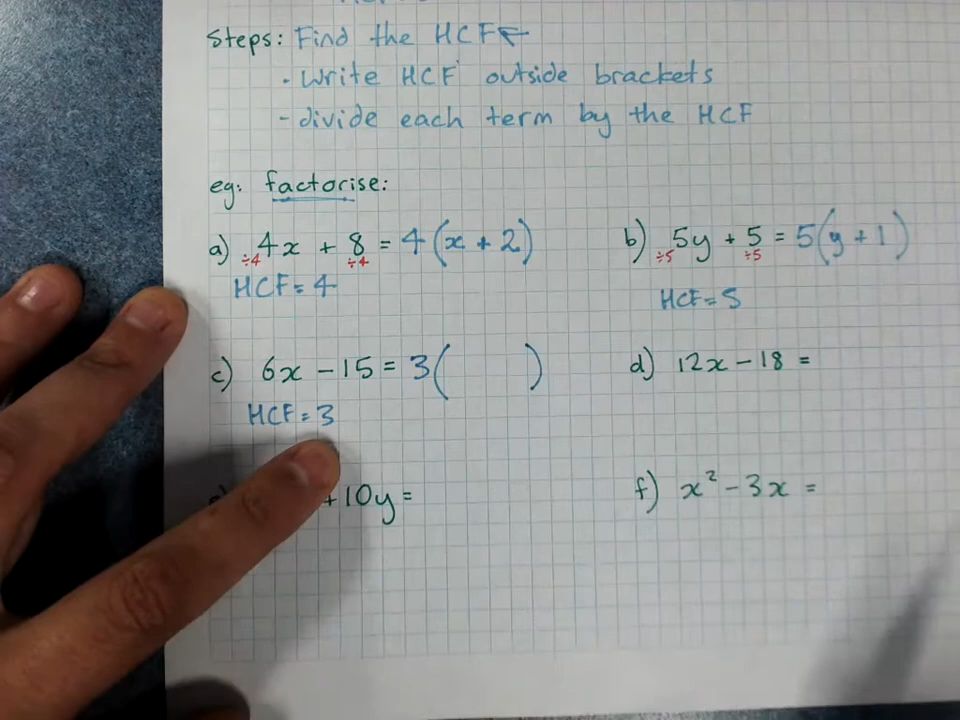 Steps: Find the HCF←
· Write HCF outside brackets
- divide each term by the HCF
eg: factorise:
a) 4x + 8 = 4(x + 2)
÷4 ÷4
HCF = 4
b) 5y + 5 = 5(y + 1)
÷5 ÷5
HCF = 5
c) 6x - 15 = 3( )
HCF = 3
d) 12x - 18 =
+10y =
f) x² - 3x =